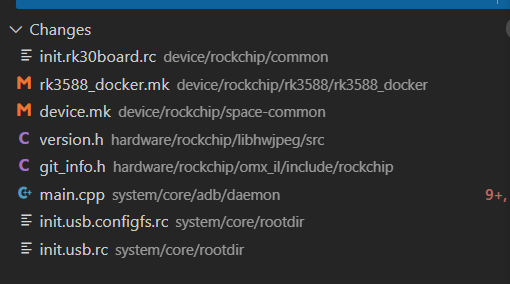 Changes
init.rk30board.rc device/rockchip/common
rk3588_docker.mk device/rockchip/rk3588/rk3588_docker
device.mk device/rockchip/space-common
version.h hardware/rockchip/libhwjpeg/src
git_info.h hardware/rockchip/omx_il/include/rockchip
main.cpp system/core/adb/daemon 9+,
init.usb.configfs.rc system/core/rootdir
init.usb.rc system/core/rootdir